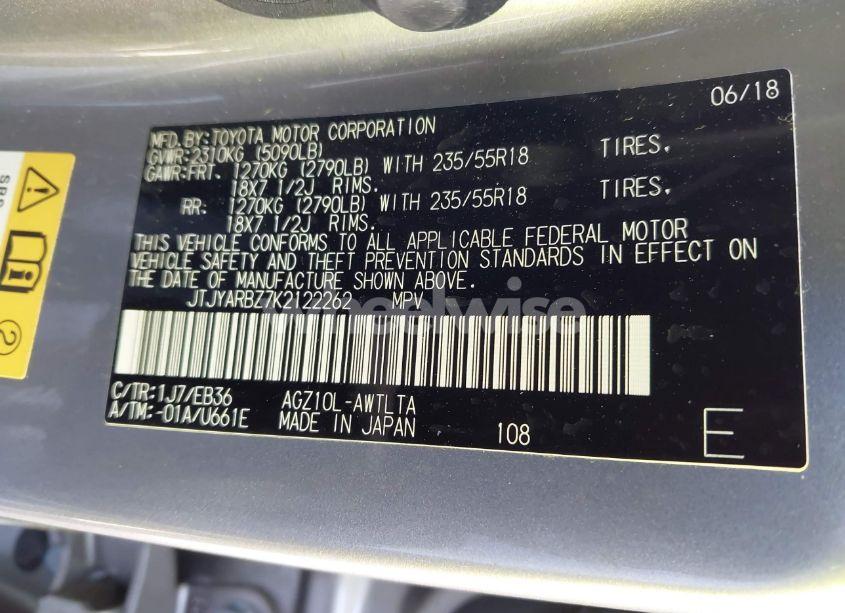 06/18
MFD.BY:TOYOTA MOTOR CORPORATION
GVWR:2310KG (5090LB)
GAWR:FRT. 1270KG (2790LB) WITH 235/55R18 TIRES,
18X7 1/2J RIMS.
RR: 1270KG (2790LB) WITH 235/55R18 TIRES,
18X7 1/2J RIMS.
THIS VEHICLE CONFORMS TO ALL APPLICABLE FEDERAL MOTOR
VEHICLE SAFETY AND THEFT PREVENTION STANDARDS IN EFFECT ON
THE DATE OF MANUFACTURE SHOWN ABOVE.
JTJYARBZ7K2122262 MPV
C/TR:1J7/EB36 AGZ10L-AWTLTA
A/TM:-01A/U661E MADE IN JAPAN 108
E
SRS